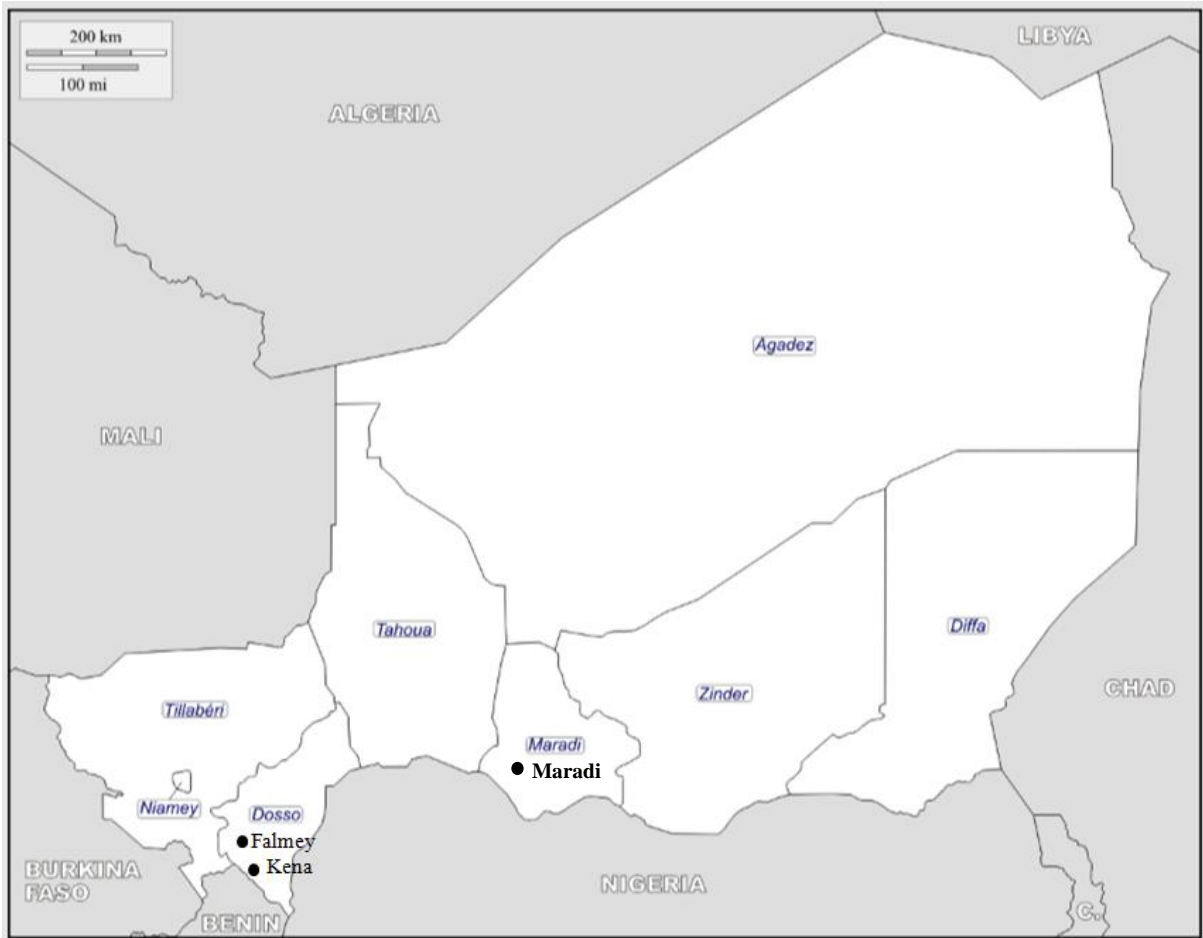 200 km
100 mi
LIBYA
ALGERIA
Agadez
MALI
Tahoua
Diffa
Zinder
CHAD
Tillabéri
Maradi
Maradi
Niamey
Dosso
Falmey
Kena
BURKINA
FASO
NIGERIA
BENIN
C.